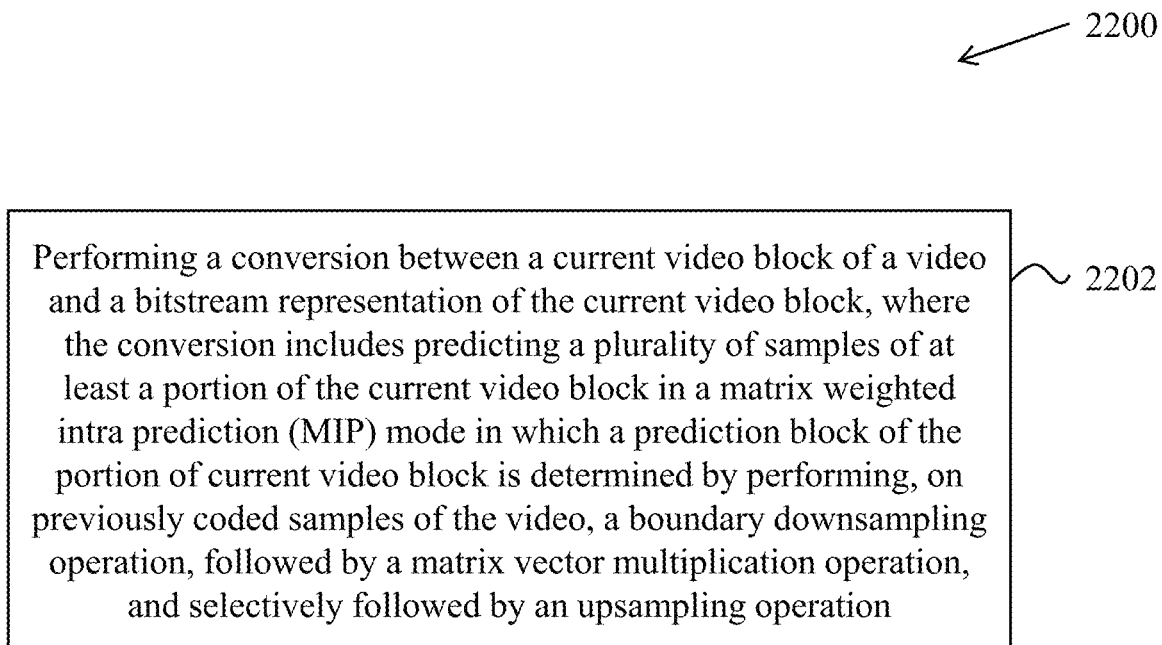 2200
Performing a conversion between a current video block of a video
2202
and a bitstream representation of the current video block, where
the conversion includes predicting a plurality of samples of at
least a portion of the current video block in a matrix weighted
intra prediction (MIP) mode in which a prediction block of the
portion of current video block is determined by performing, on
previously coded samples of the video, a boundary downsampling
operation, followed by a matrix vector multiplication operation,
and selectively followed by an upsampling operation